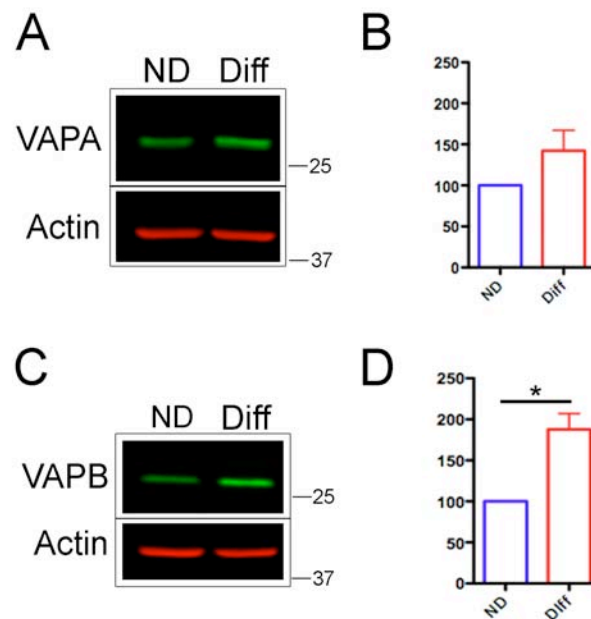 A
ND Diff
VAPA
—25
Actin
—37
B
250
200
150
100
50
0
ND
Diff
C
ND Diff
VAPB
—25
Actin
—37
D
*
250
200
150
100
50
0
ND
Diff